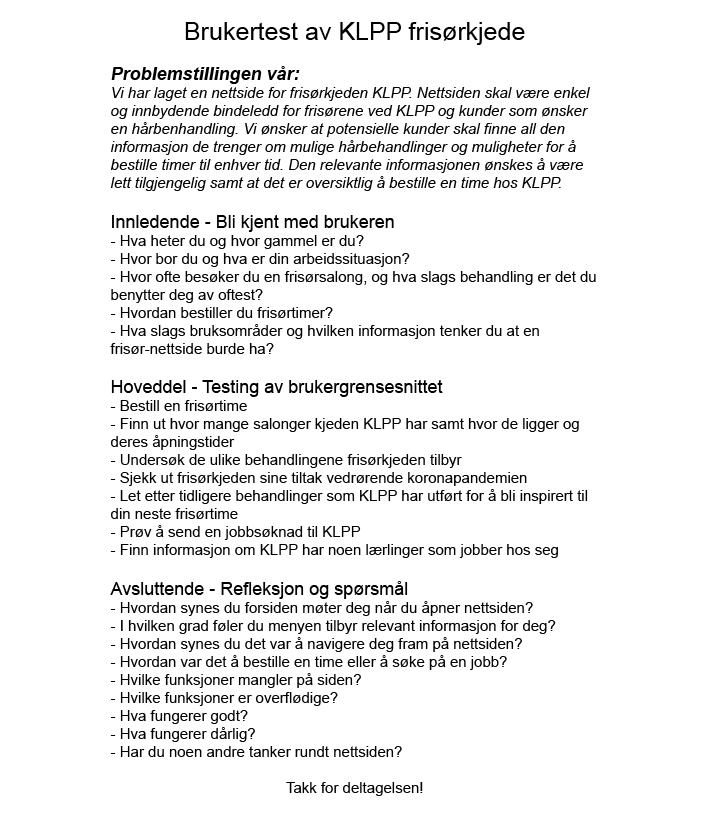 Brukertest av KLPP frisørkjede
Problemstillingen vår:
Vi har laget en nettside for frisørkjeden KLPP. Nettsiden skal være enkel
og innbydende bindeledd for frisørene ved KLPP og kunder som ønsker
en hårbenhandling. Vi ønsker at potensielle kunder skal finne all den
informasjon de trenger om mulige hårbehandlinger og muligheter for å
bestille timer til enhver tid. Den relevante informasjonen ønskes å være
lett tilgjengelig samt at det er oversiktlig å bestille en time hos KLPP.
Innledende - Bli kjent med brukeren
- Hva heter du og hvor gammel er du?
- Hvor bor du og hva er din arbeidssituasjon?
- Hvor ofte besøker du en frisørsalong, og hva slags behandling er det du
benytter deg av oftest?
- Hvordan bestiller du frisørtimer?
- Hva slags bruksområder og hvilken informasjon tenker du at en
frisør-nettside burde ha?
Hoveddel - Testing av brukergrensesnittet
- Bestill en frisørtime
- Finn ut hvor mange salonger kjeden KLPP har samt hvor de ligger og
deres åpningstider
- Undersøk de ulike behandlingene frisørkjeden tilbyr
- Sjekk ut frisørkjeden sine tiltak vedrørende koronapandemien
- Let etter tidligere behandlinger som KLPP har utført for å bli inspirert til
din neste frisørtime
- Prøv å send en jobbsøknad til KLPP
- Finn informasjon om KLPP har noen lærlinger som jobber hos seg
Avsluttende - Refleksjon og spørsmål
- Hvordan synes du forsiden møter deg når du åpner nettsiden?
- I hvilken grad føler du menyen tilbyr relevant informasjon for deg?
- Hvordan synes du det var å navigere deg fram på nettsiden?
- Hvordan var det å bestille en time eller å søke på en jobb?
- Hvilke funksjoner mangler på siden?
- Hvilke funksjoner er overflødige?
- Hva fungerer godt?
- Hva fungerer dårlig?
- Har du noen andre tanker rundt nettsiden?
Takk for deltagelsen!